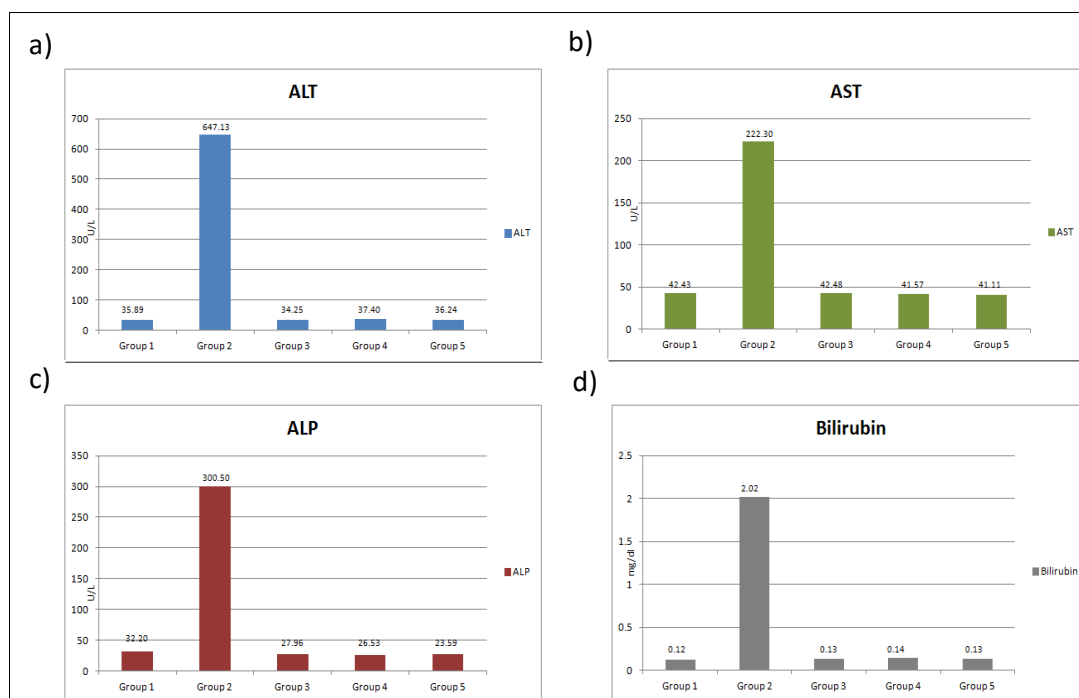 a)
ALT
700
600
500
400
300
200
100
0
U/L
647.13
35.89
34.25
37.40
36.24
Group 1 Group 2 Group 3 Group 4 Group 5
ALT
b)
AST
250
200
150
100
50
0
U/L
222.30
42.43
42.48
41.57
41.11
Group 1 Group 2 Group 3 Group 4 Group 5
AST
c)
ALP
350
300
250
200
150
100
50
0
U/L
300.50
32.20
27.96
26.53
23.59
Group 1 Group 2 Group 3 Group 4 Group 5
ALP
d)
Bilirubin
2.5
2
1.5
1
0.5
0
mg/dl
2.02
0.12
0.13
0.14
0.13
Group 1 Group 2 Group 3 Group 4 Group 5
Bilirubin